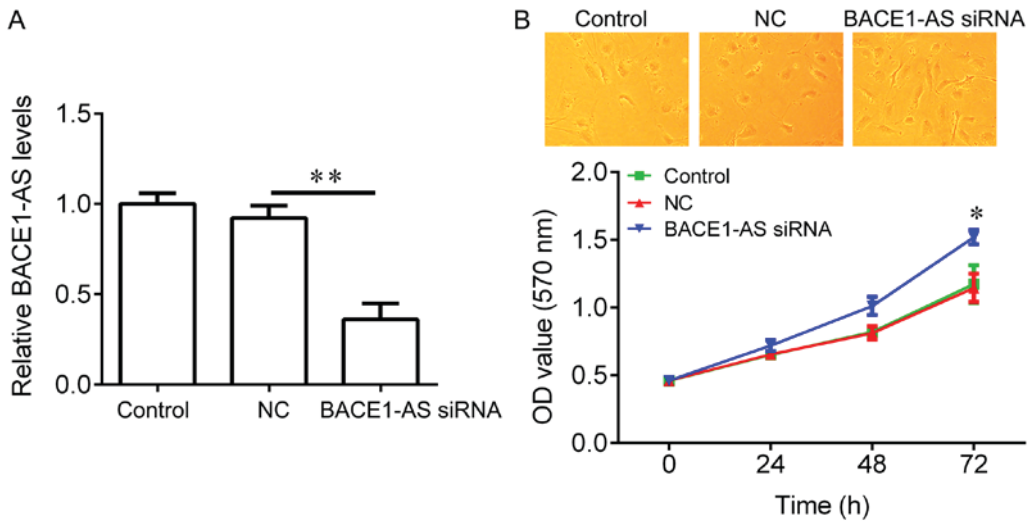 A
Relative BACE1-AS levels
1.5
1.0
0.5
0.0
**
Control NC BACE1-AS siRNA
B
Control NC BACE1-AS siRNA
OD value (570 nm)
2.0
1.5
1.0
0.5
0.0
Control
NC
BACE1-AS siRNA
*
0 24 48 72
Time (h)